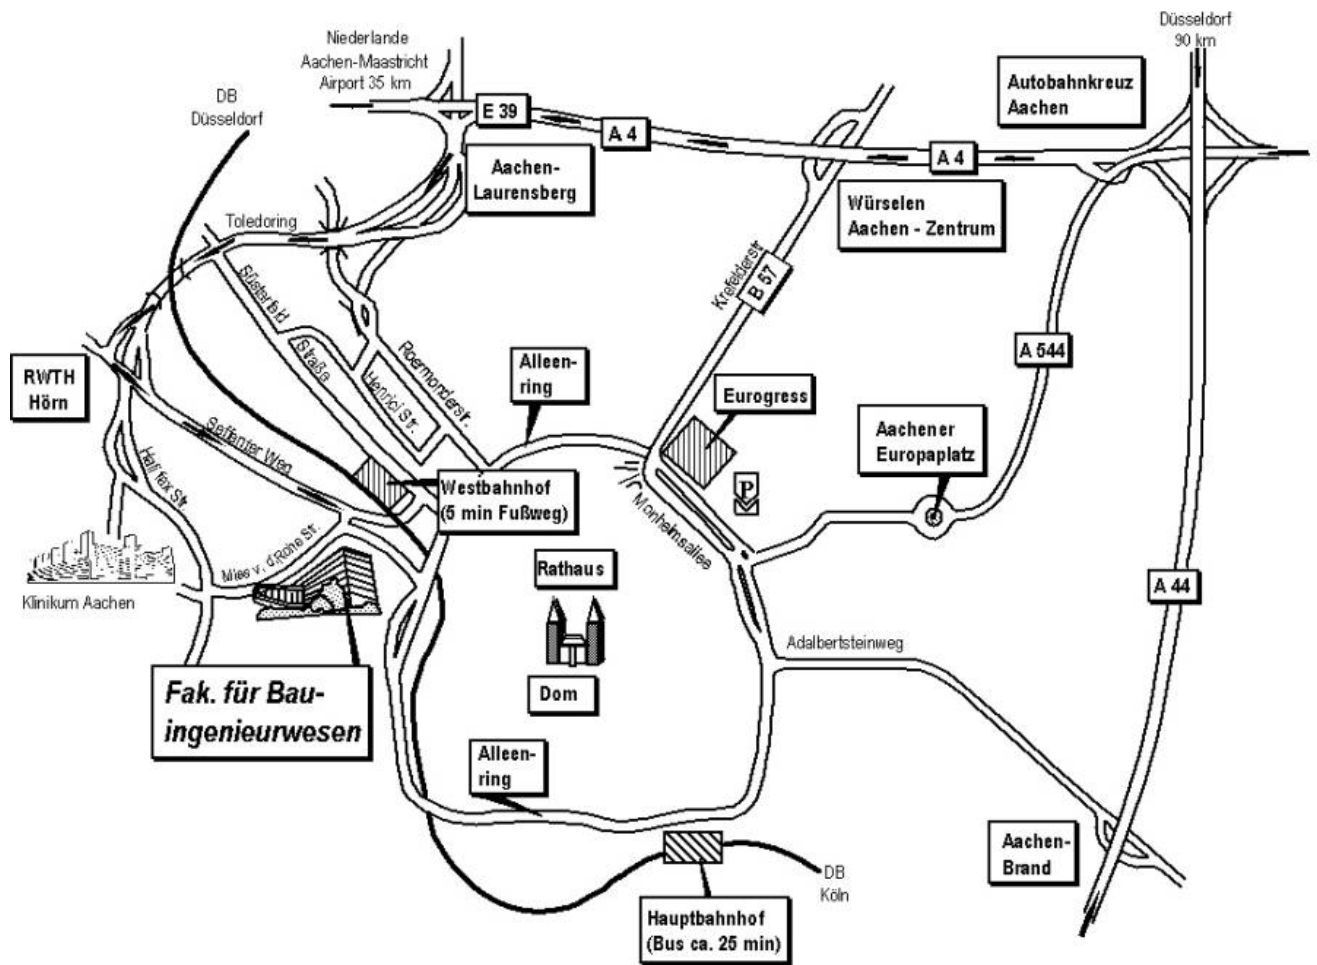 Düsseldorf
90 km
Niederlande
Aachen-Maastricht
Airport 35 km
DB
Düsseldorf
Autobahnkreuz
Aachen
E 39
A 4
A 4
Aachen-
Laurensberg
Würselen
Aachen - Zentrum
Toledoring
Krefelderstr.
B 57
Süsterfeld
Straße
Roermonderstr.
Henrici Str.
A 544
RWTH
Hörn
Alleen-
ring
Eurogress
Aachener
Europaplatz
Seffenter Weg
Halifax Str.
Westbahnhof
(5 min Fußweg)
P
Monheimsallee
Mies v. d. Rohe Str.
Rathaus
A 44
Klinikum Aachen
Adalbertsteinweg
Fak. für Bau-
ingenieurwesen
Dom
Alleen-
ring
Aachen-
Brand
DB
Köln
Hauptbahnhof
(Bus ca. 25 min)